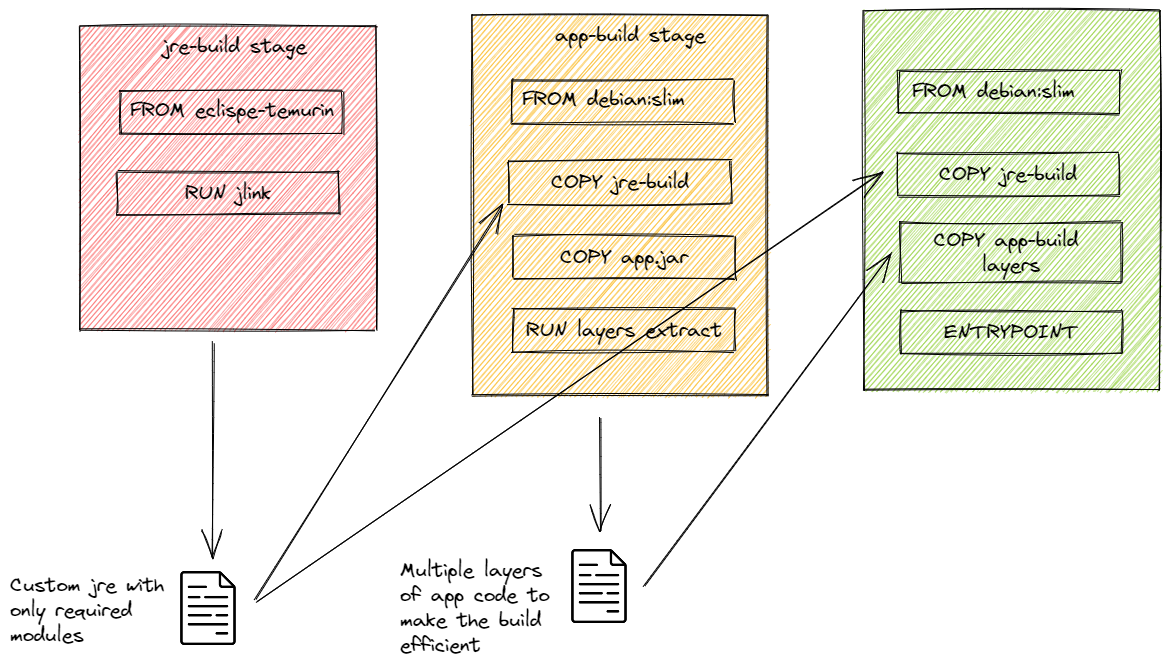 jre-build stage
FROM eclispe-temurin
RUN jlink
app-build stage
FROM debian:slim
COPY jre-build
COPY app.jar
RUN layers extract
FROM debian:slim
COPY jre-build
COPY app-build
layers
ENTRYPOINT
Custom jre with
only required
modules
Multiple layers
of app code to
make the build
efficient